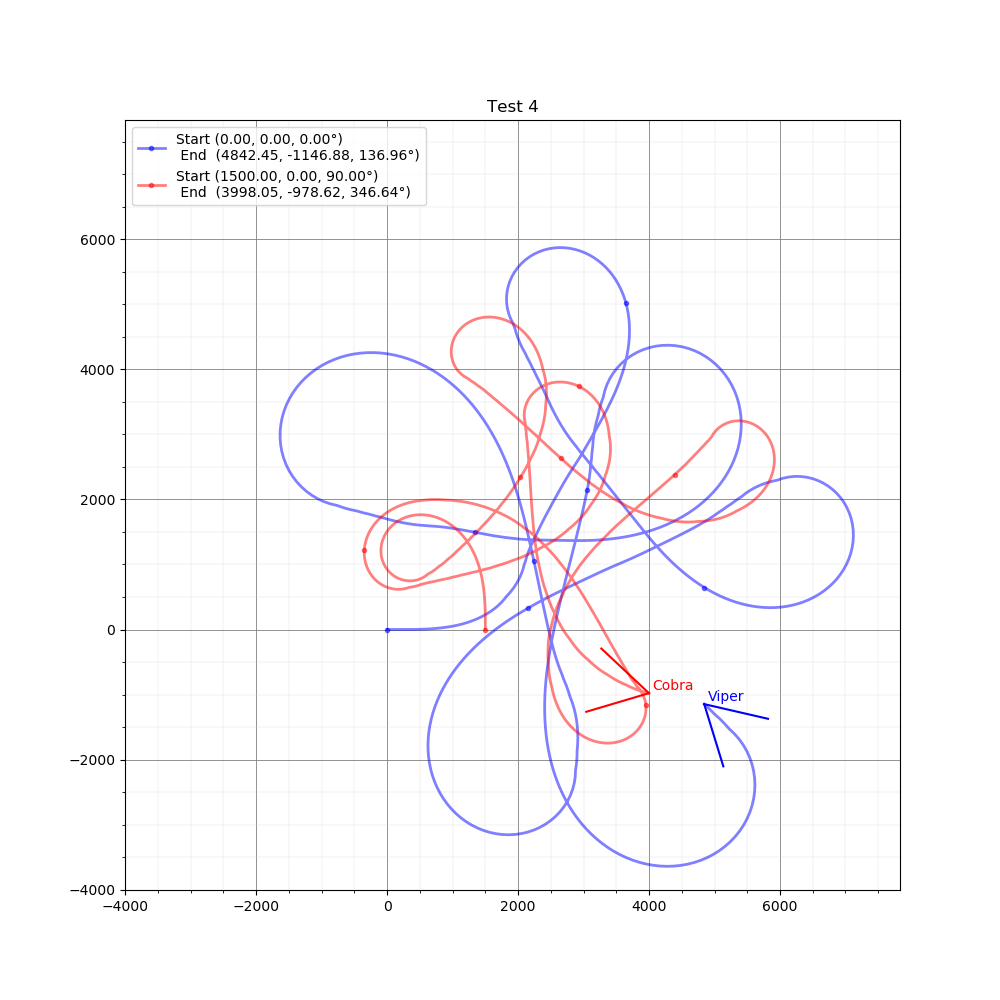 Test 4
Start (0.00, 0.00, 0.00°)
End (4842.45, -1146.88, 136.96°)
Start (1500.00, 0.00, 90.00°)
End (3998.05, -978.62, 346.64°)
6000
4000
2000
0
Cobra
Viper
−2000
−4000
−4000 −2000 0 2000 4000 6000